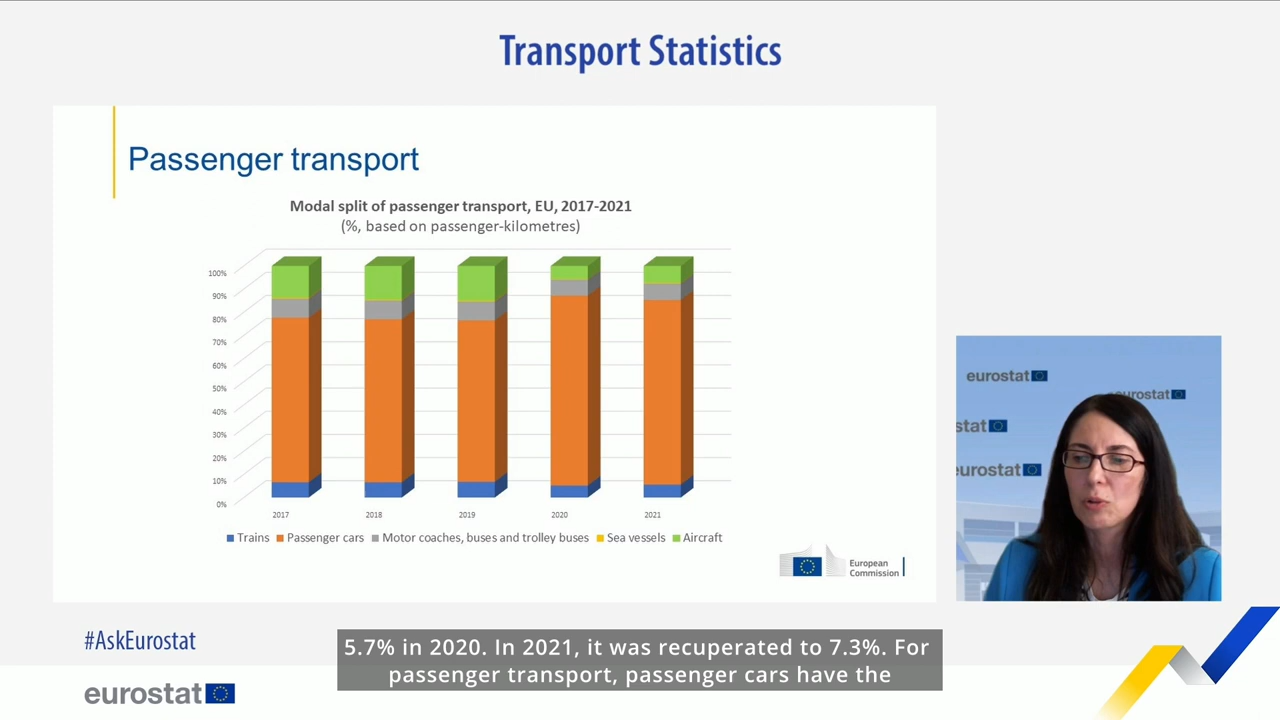 Transport Statistics
Passenger transport
Modal split of passenger transport, EU, 2017-2021
(%, based on passenger-kilometres)
100%
90%
80%
70%
60%
50%
40%
30%
20%
10%
0%
2017 2018 2019 2020 2021
Trains Passenger cars Motor coaches, buses and trolley buses Sea vessels Aircraft
European
Commission
eurostat
eurostat
stat
eurostat
#AskEurostat
5.7% in 2020. In 2021, it was recuperated to 7.3%. For
passenger transport, passenger cars have the
eurostat